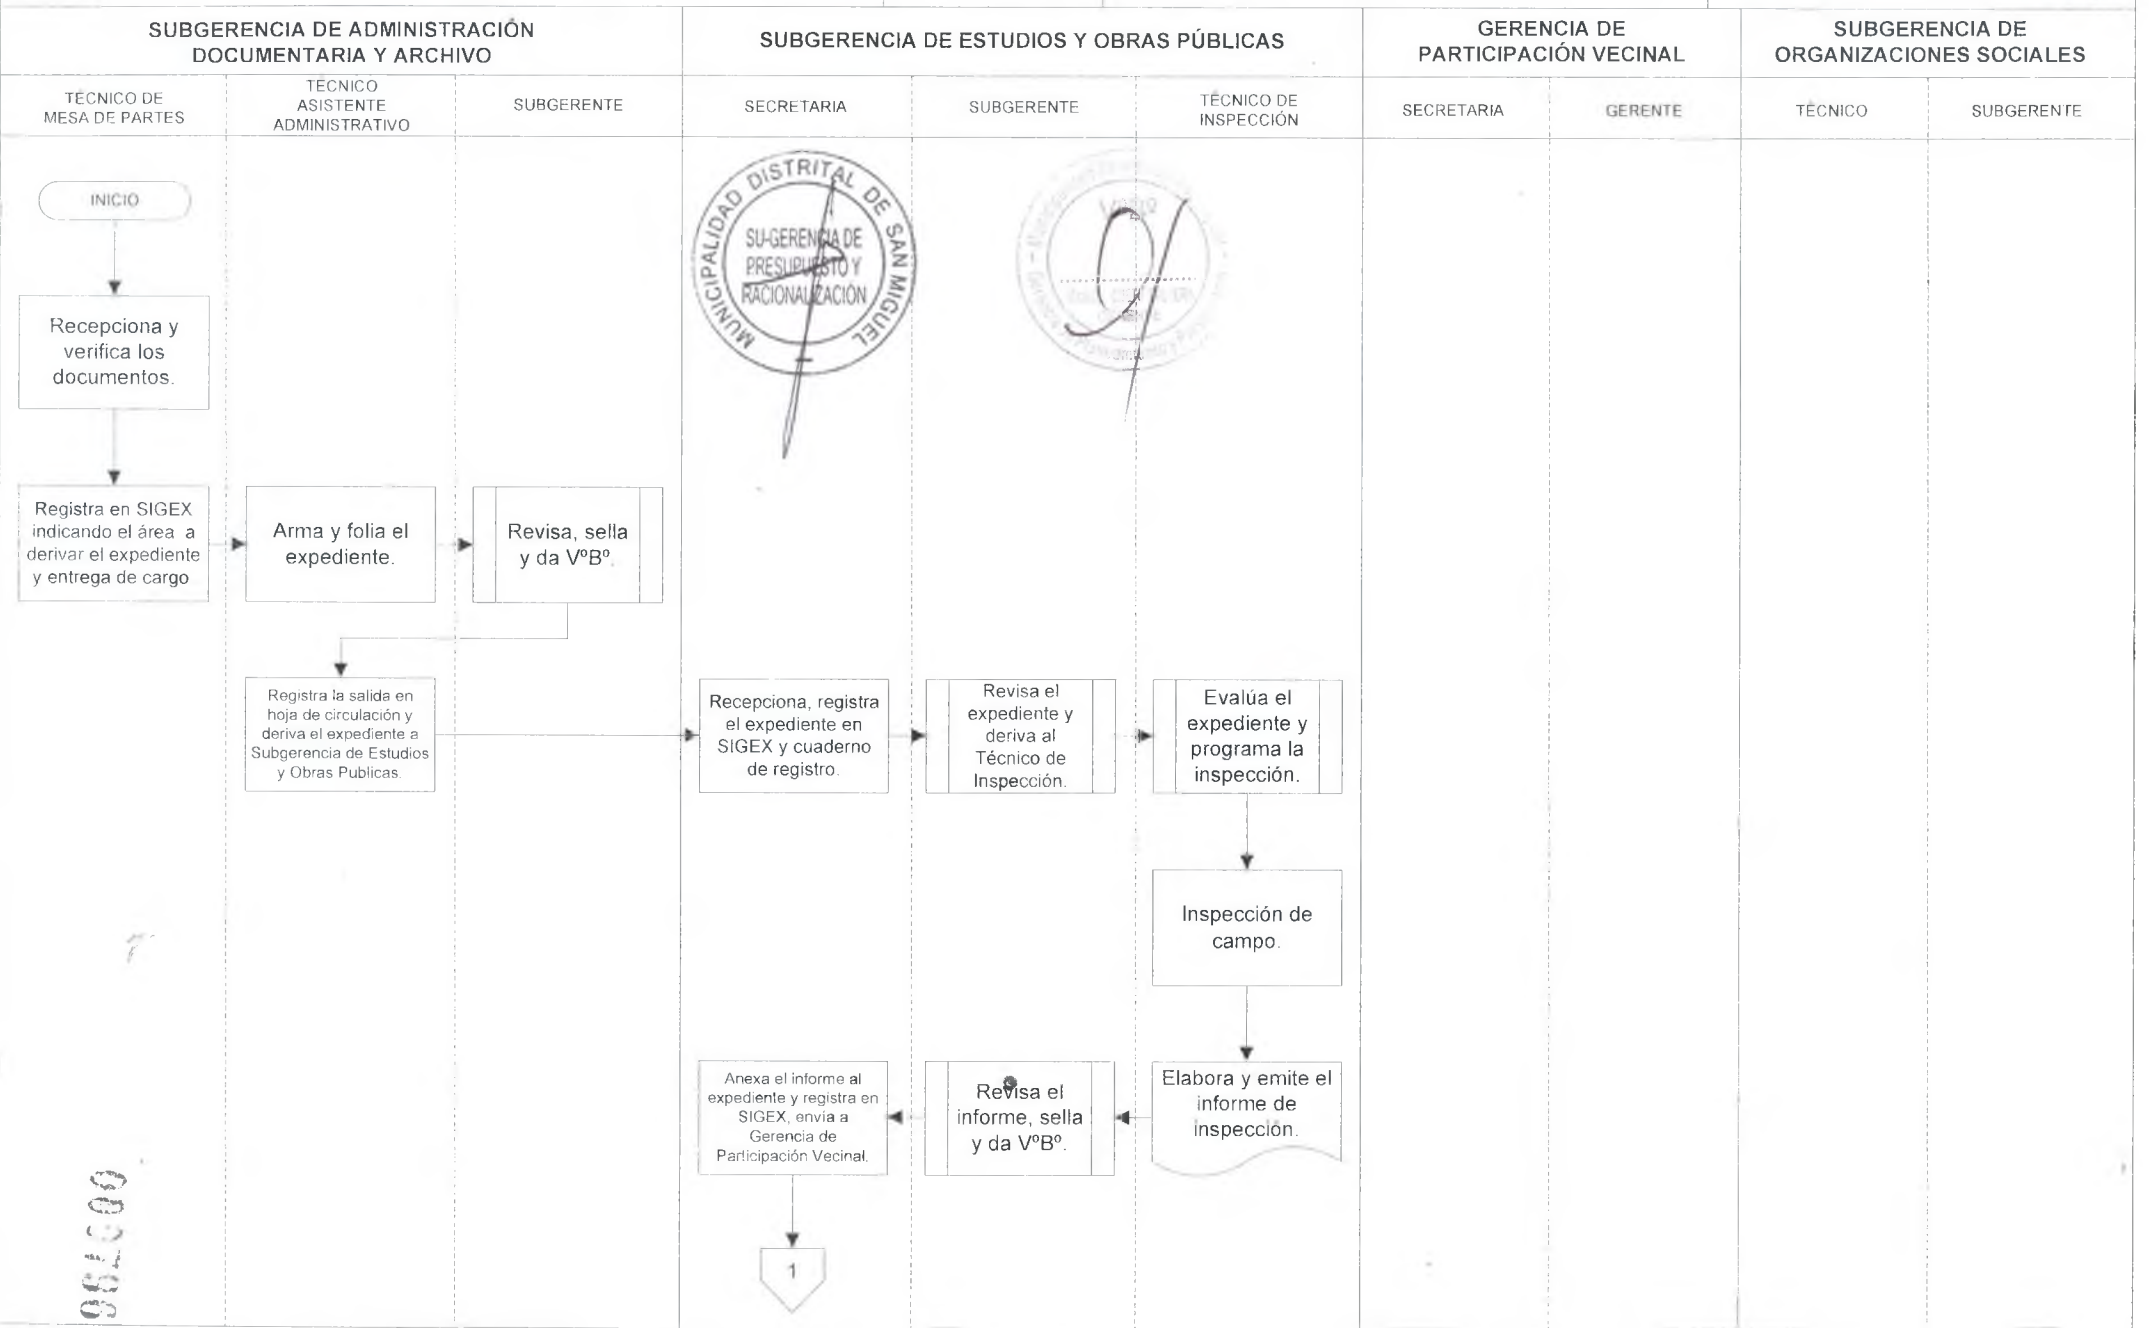 SUBGERENCIA DE ADMINISTRACIÓN
DOCUMENTARIA Y ARCHIVO
SUBGERENCIA DE ESTUDIOS Y OBRAS PÚBLICAS
GERENCIA DE
PARTICIPACIÓN VECINAL
SUBGERENCIA DE
ORGANIZACIONES SOCIALES
TÉCNICO DE
MESA DE PARTES
TÉCNICO
ASISTENTE
ADMINISTRATIVO
SUBGERENTE
SECRETARIA
SUBGERENTE
TÉCNICO DE
INSPECCIÓN
SECRETARIA
GERENTE
TÉCNICO
SUBGERENTE
INICIO
MUNICIPALIDAD DISTRITAL DE SAN MIGUEL
SU-GERENCIA DE
PRESUPUESTO Y
RACIONALIZACIÓN
Recepciona y
verifica los
documentos.
Registra en SIGEX
indicando el área a
derivar el expediente
y entrega de cargo
Arma y folia el
expediente.
Revisa, sella
y da VºBº.
Registra la salida en
hoja de circulación y
deriva el expediente a
Subgerencia de Estudios
y Obras Publicas.
Recepciona, registra
el expediente en
SIGEX y cuaderno
de registro.
Revisa el
expediente y
deriva al
Técnico de
Inspección.
Evalúa el
expediente y
programa la
inspección.
Inspección de
campo.
Elabora y emite el
informe de
inspección.
Revisa el
informe, sella
y da VºBº.
Anexa el informe al
expediente y registra en
SIGEX, envia a
Gerencia de
Participación Vecinal.
1